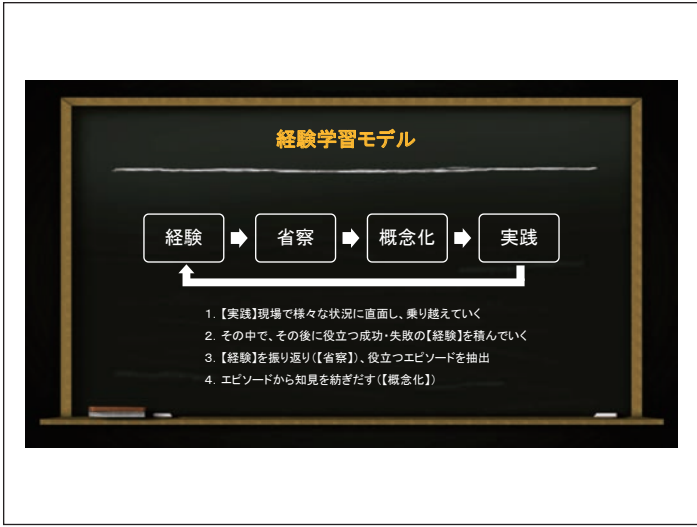 経験学習モデル
経験
省察
概念化
実践
1. 【実践】現場で様々な状況に直面し、乗り越えていく
2. その中で、その後に役立つ成功・失敗の【経験】を積んでいく
3. 【経験】を振り返り(【省察】)、役立つエピソードを抽出
4. エピソードから知見を紡ぎだす(【概念化】)